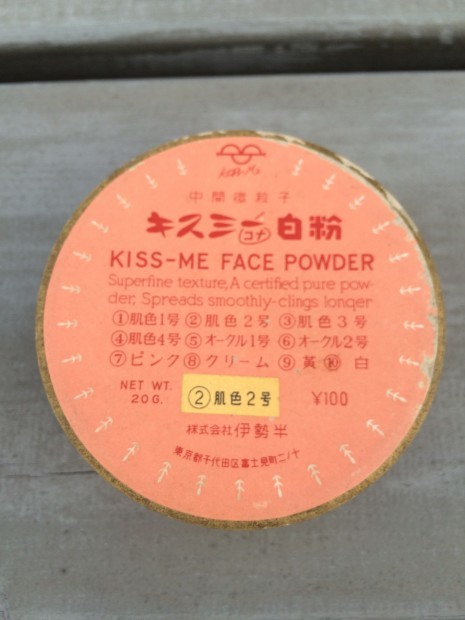 Kiss Me
中間微粒子
キスミー コナ 白粉
KISS-ME FACE POWDER
Superfine texture, A certified pure pow-
der, Spreads smoothly-clings longer
①肌色1号 ②肌色2号 ③肌色3号
④肌色4号 ⑤オークル1号 ⑥オークル2号
⑦ピンク ⑧クリーム ⑨黄 ⑩白
NET WT.
20G.
②肌色2号
¥100
株式会社 伊勢半
東京都千代田区富士見町二ノ十